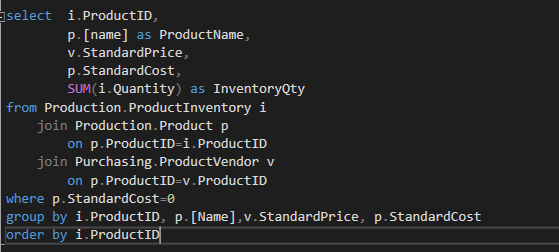 select i.ProductID,
p.[name] as ProductName,
v.StandardPrice,
p.StandardCost,
SUM(i.Quantity) as InventoryQty
from Production.ProductInventory i
join Production.Product p
on p.ProductID=i.ProductID
join Purchasing.ProductVendor v
on p.ProductID=v.ProductID
where p.StandardCost=0
group by i.ProductID, p.[Name],v.StandardPrice, p.StandardCost
order by i.ProductID